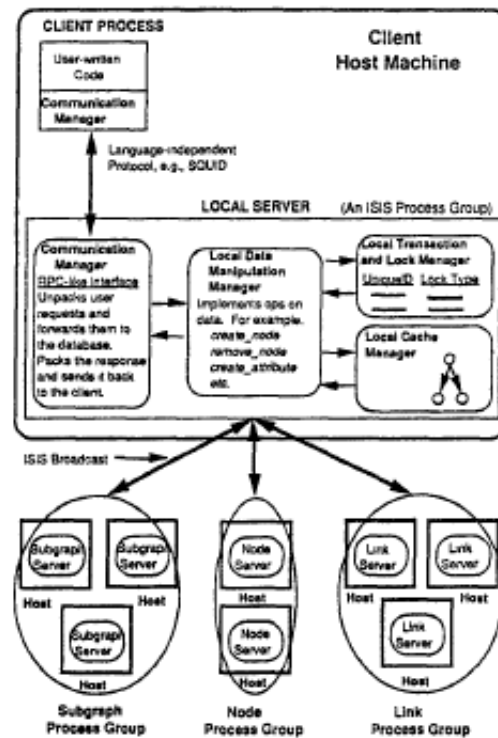 CLIENT PROCESS
User-written
Code
Communication
Manager
Client
Host Machine
Language-independent
Protocol, e.g., SQUID
LOCAL SERVER
(An ISIS Process Group)
Communication
Manager
RPC-like Interface
Unpacks user
requests and
forwards them to
the database.
Packs the response
and sends it back
to the client.
Local Data
Manipulation
Manager
Implements ops on
data. For example.
create_node
remove_node
create_attribute
etc.
Local Transaction
and Lock Manager
UniqueID Lock Type
Local Cache
Manager
ISIS Broadcast
Subgraph
Server
Host
Subgraph
Server
Host
Subgraph
Server
Host
Subgraph
Process Group
Node
Server
Host
Node
Server
Host
Node
Process Group
Link
Server
Host
Link
Server
Host
Link
Server
Host
Link
Process Group